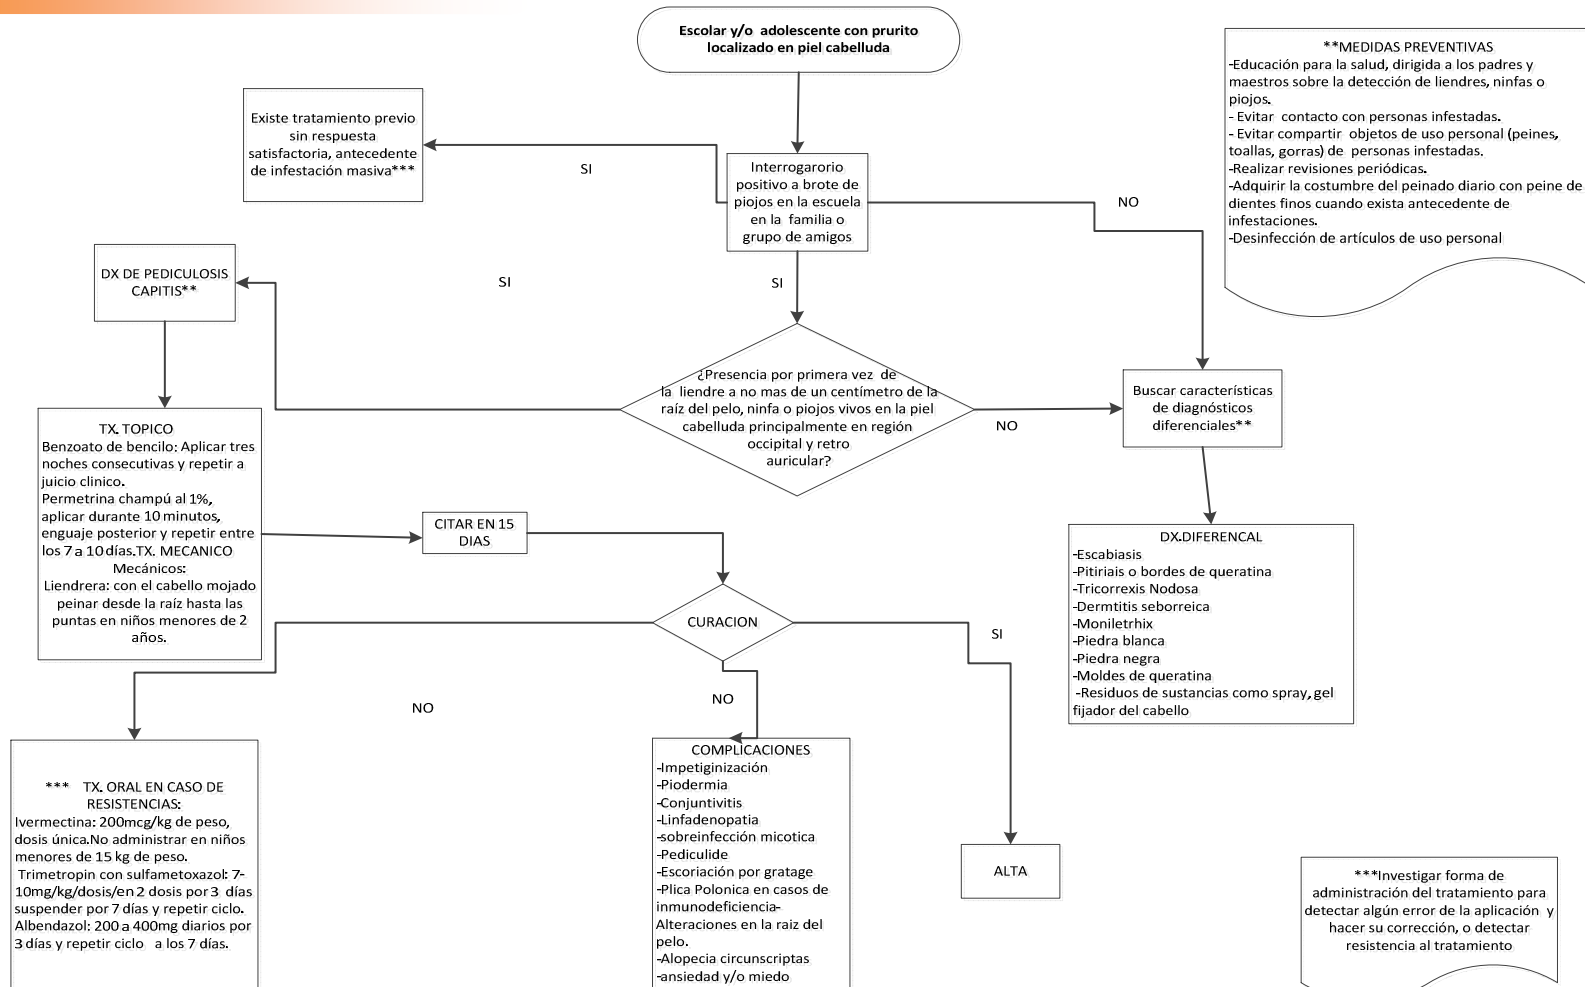 Escolar y/o adolescente con prurito
localizado en piel cabelluda
**MEDIDAS PREVENTIVAS
-Educación para la salud, dirigida a los padres y
maestros sobre la detección de liendres, ninfas o
piojos.
- Evitar contacto con personas infestadas.
- Evitar compartir objetos de uso personal (peines,
toallas, gorras) de personas infestadas.
-Realizar revisiones periódicas.
-Adquirir la costumbre del peinado diario con peine de
dientes finos cuando exista antecedente de
infestaciones.
-Desinfección de artículos de uso personal
Existe tratamiento previo
sin respuesta
satisfactoria, antecedente
de infestación masiva***
SI
Interrogarorio
positivo a brote de
piojos en la escuela
en la familia o
grupo de amigos
NO
DX DE PEDICULOSIS
CAPITIS**
SI
SI
¿Presencia por primera vez de
la liendre a no mas de un centímetro de la
raíz del pelo, ninfa o piojos vivos en la piel
cabelluda principalmente en región
occipital y retro
auricular?
NO
Buscar características
de diagnósticos
diferenciales**
TX. TOPICO
Benzoato de bencilo: Aplicar tres
noches consecutivas y repetir a
juicio clinico.
Permetrina champú al 1%,
aplicar durante 10 minutos,
enguaje posterior y repetir entre
los 7 a 10 días.TX. MECANICO
Mecánicos:
Liendrera: con el cabello mojado
peinar desde la raíz hasta las
puntas en niños menores de 2
años.
CITAR EN 15
DIAS
DX.DIFERENCAL
-Escabiasis
-Pitiriais o bordes de queratina
-Tricorrexis Nodosa
-Dermtitis seborreica
-Moniletrhix
-Piedra blanca
-Piedra negra
-Moldes de queratina
-Residuos de sustancias como spray, gel
fijador del cabello
CURACION
SI
NO
NO
*** TX. ORAL EN CASO DE
RESISTENCIAS:
Ivermectina: 200mcg/kg de peso,
dosis única.No administrar en niños
menores de 15 kg de peso.
Trimetropin con sulfametoxazol: 7-
10mg/kg/dosis/en 2 dosis por 3 días
suspender por 7 días y repetir ciclo.
Albendazol: 200 a 400mg diarios por
3 días y repetir ciclo a los 7 días.
COMPLICACIONES
-Impetiginización
-Piodermia
-Conjuntivitis
-Linfadenopatia
-sobreinfección micotica
-Pediculide
-Escoriación por gratage
-Plica Polonica en casos de
inmunodeficiencia-
Alteraciones en la raiz del
pelo.
-Alopecia circunscriptas
-ansiedad y/o miedo
ALTA
***Investigar forma de
administración del tratamiento para
detectar algún error de la aplicación y
hacer su corrección, o detectar
resistencia al tratamiento